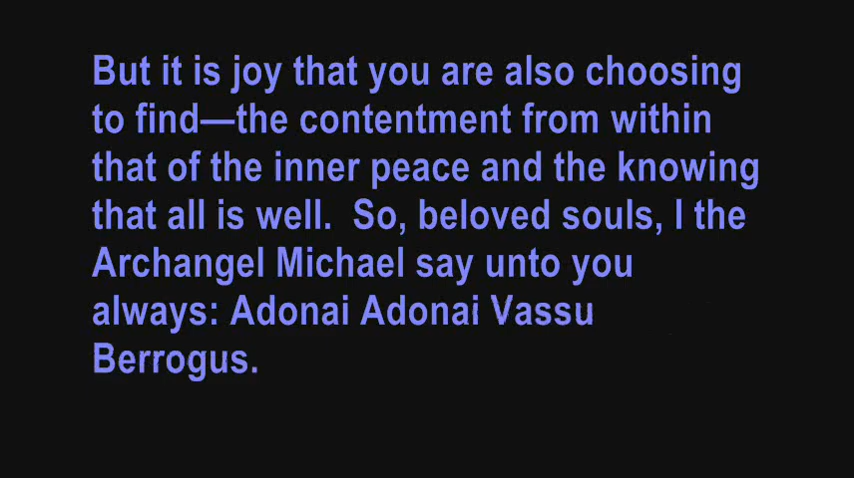 But it is joy that you are also choosing
to find—the contentment from within
that of the inner peace and the knowing
that all is well.  So, beloved souls, I the
Archangel Michael say unto you
always: Adonai Adonai Vassu
Berrogus.